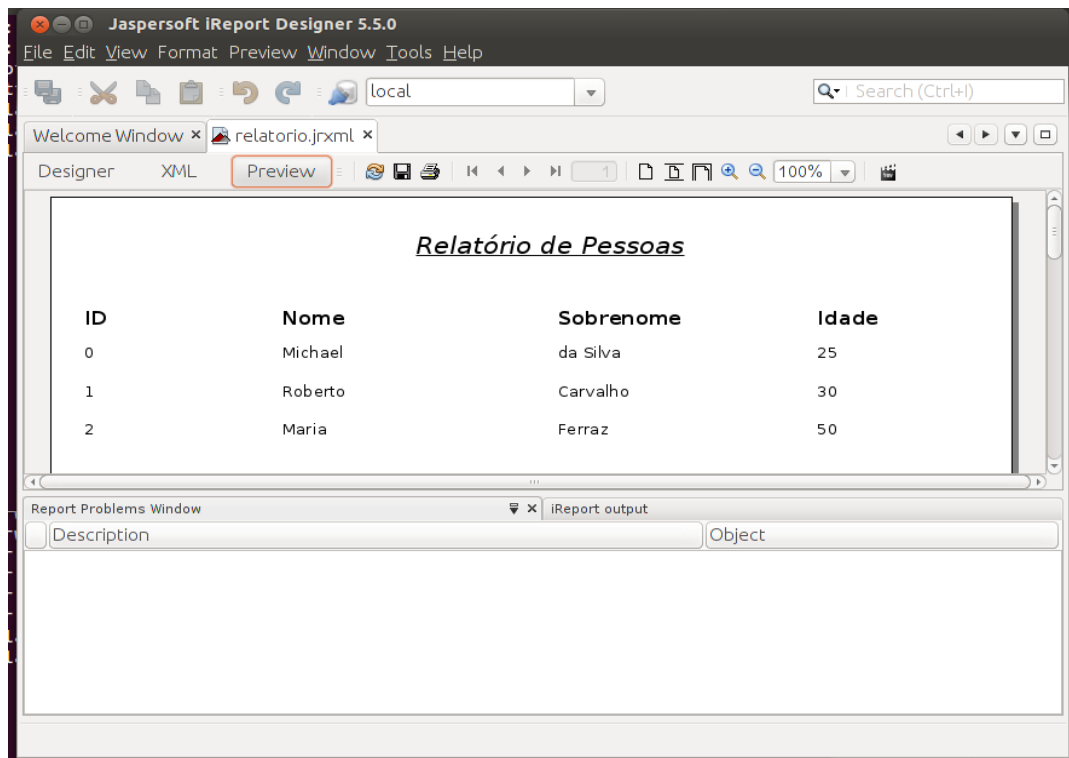 Jaspersoft iReport Designer 5.5.0
File Edit View Format Preview Window Tools Help
local
Search (Ctrl+I)
Welcome Window relatorio.jrxml
Designer XML Preview 1 100%
Relatório de Pessoas
ID Nome Sobrenome Idade
0 Michael da Silva 25
1 Roberto Carvalho 30
2 Maria Ferraz 50
Report Problems Window iReport output
Description Object